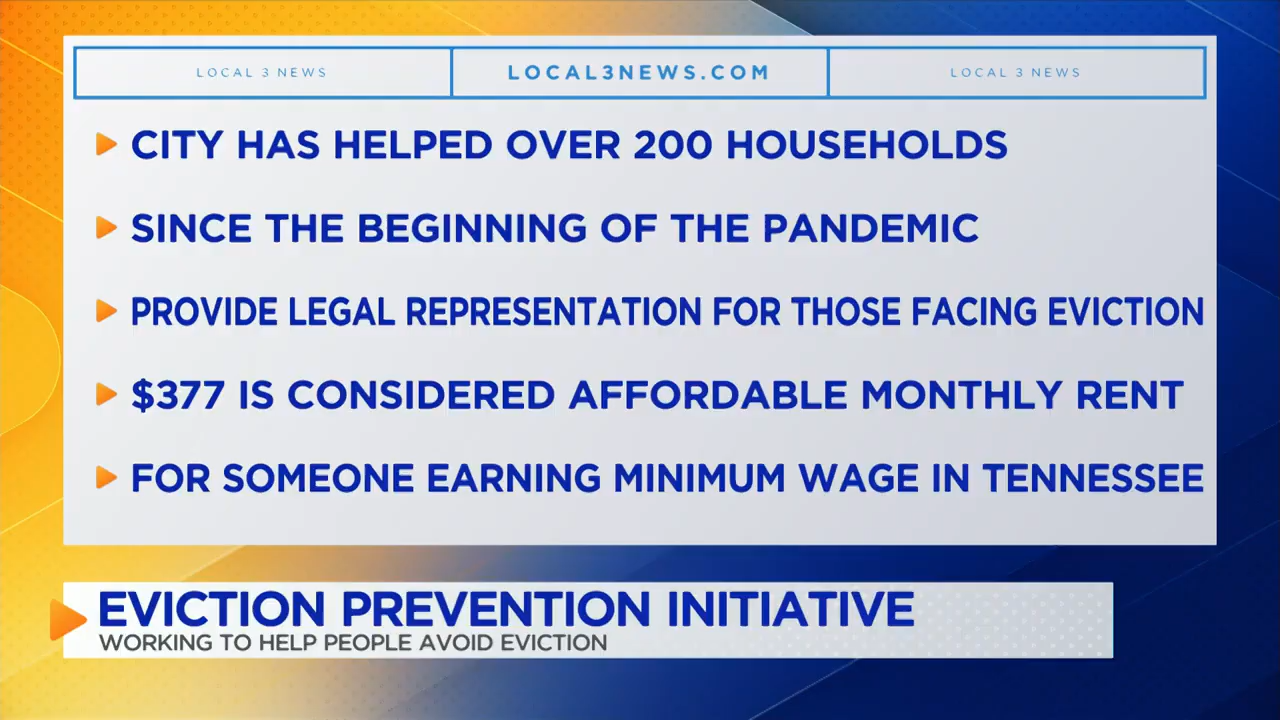 LOCAL 3 NEWS
LOCAL3NEWS.COM
LOCAL 3 NEWS
CITY HAS HELPED OVER 200 HOUSEHOLDS
SINCE THE BEGINNING OF THE PANDEMIC
PROVIDE LEGAL REPRESENTATION FOR THOSE FACING EVICTION
$377 IS CONSIDERED AFFORDABLE MONTHLY RENT
FOR SOMEONE EARNING MINIMUM WAGE IN TENNESSEE
EVICTION PREVENTION INITIATIVE
WORKING TO HELP PEOPLE AVOID EVICTION